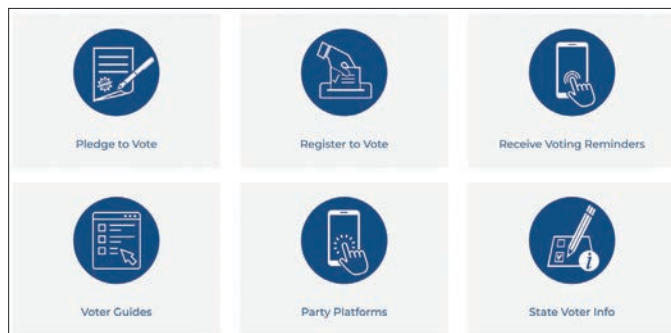 Pledge to Vote
Register to Vote
Receive Voting Reminders
Voter Guides
Party Platforms
State Voter Info